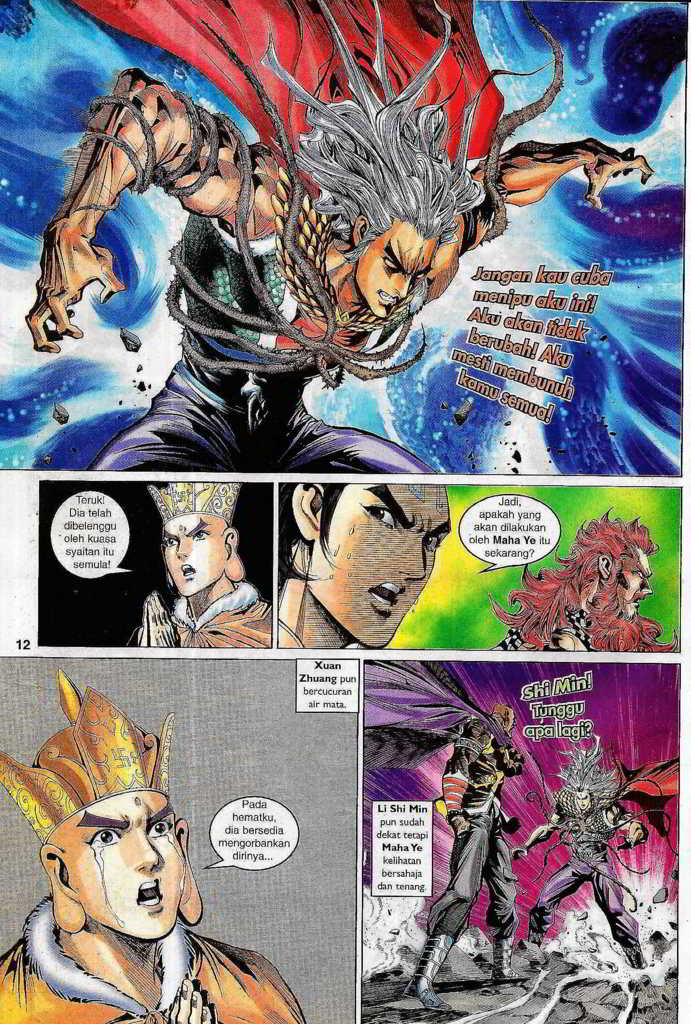 Jangan kau cuba
menipu aku ini!
Aku akan tidak
berubah! Aku
mesti membunuh
kamu semua!
Teruk!
Dia telah
dibelenggu
oleh kuasa
syaitan itu
semula!
Jadi,
apakah yang
akan dilakukan
oleh Maha Ye itu
sekarang?
12
Xuan
Zhuang pun
bercucuran
air mata.
Pada
hematku,
dia bersedia
mengorbankan
dirinya...
Shi Min!
Tunggu
apa lagi?
Li Shi Min
pun sudah
dekat tetapi
Maha Ye
kelihatan
bersahaja
dan tenang.